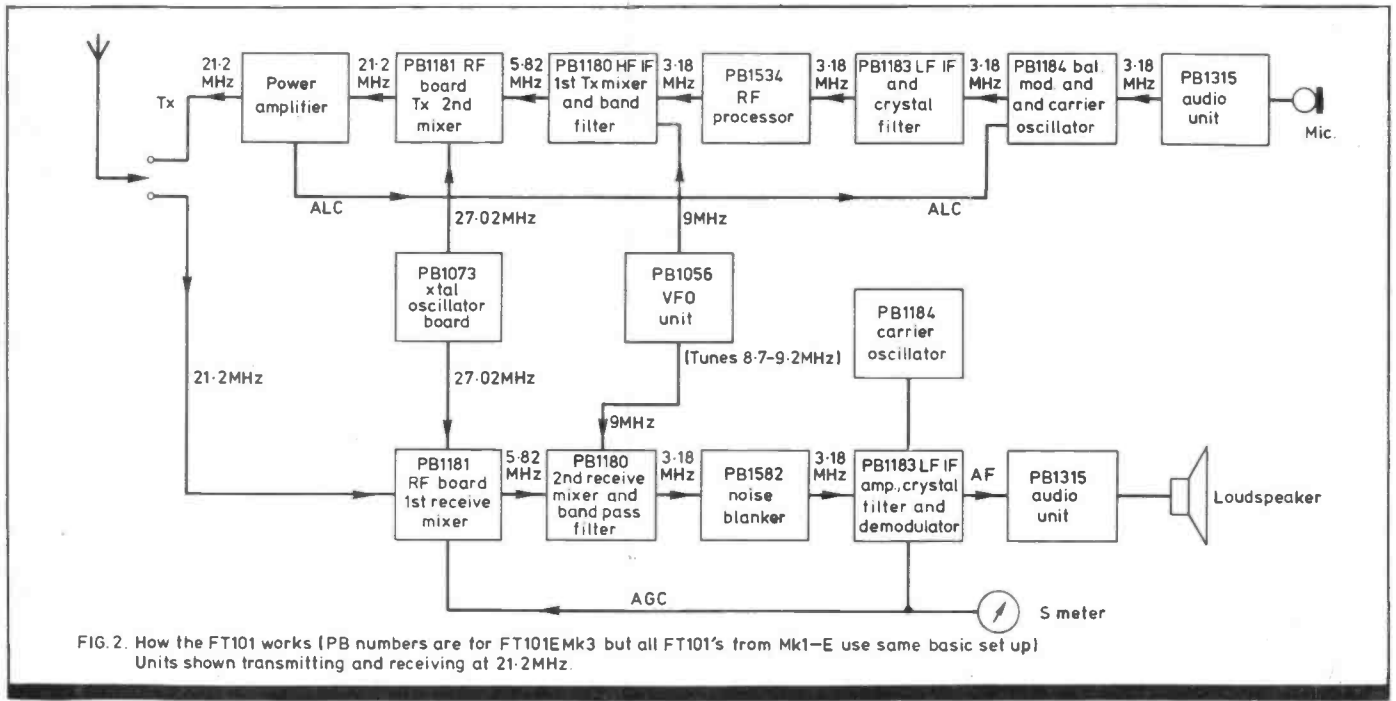 21·2 MHz
Tx
Power amplifier
21·2 MHz
PB1181 RF
board
Tx 2nd
mixer
5·82 MHz
PB1180 HF IF
1st Tx mixer
and band
filter
3·18 MHz
PB1534
RF
processor
3·18 MHz
PB1183 LF IF
and
crystal
filter
3·18 MHz
PB1184 bal.
mod. and
and carrier
oscillator
3·18 MHz
PB1315
audio
unit
Mic.
ALC
ALC
27·02MHz
9MHz
PB1073
xtal
oscillator
board
PB1056
VFO
unit
(Tunes 8·7–9·2MHz)
PB1184
carrier
oscillator
21·2MHz
27·02MHz
9MHz
PB1181
RF board
1st receive
mixer
5·82 MHz
PB1180
2nd receive
mixer and
band pass
filter
3·18 MHz
PB1582
noise
blanker
3·18 MHz
PB1183 LF IF
amp., crystal
filter and
demodulator
AF
PB1315
audio
unit
Loudspeaker
AGC
S meter
FIG. 2. How the FT101 works (PB numbers are for FT101EMk3 but all FT101's from Mk1–E use same basic set up)
Units shown transmitting and receiving at 21·2MHz.